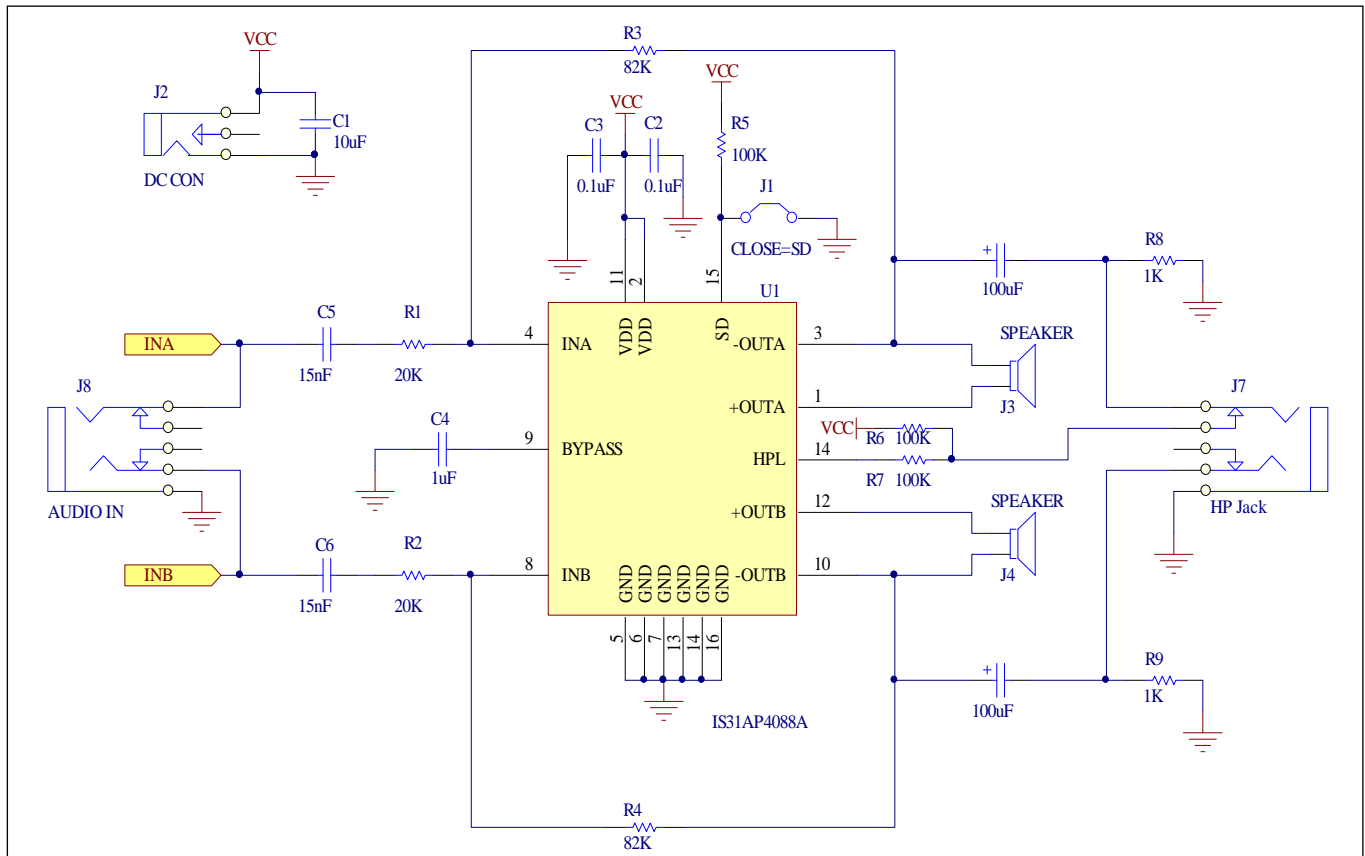 VCC
J2
C1
10uF
DC CON
R3
82K
VCC
VCC
C3
C2
0.1uF
0.1uF
R5
100K
J1
CLOSE=SD
11
2
15
U1
VDD
VDD
SD
INA
C5
15nF
R1
20K
4
INA
-OUTA
3
SPEAKER
J3
100uF
+
R8
1K
J8
AUDIO IN
C4
1uF
9
BYPASS
+OUTA
1
VCC
R6
100K
HPL
14
R7
100K
J7
HP Jack
+OUTB
12
SPEAKER
J4
INB
C6
15nF
R2
20K
8
INB
-OUTB
10
GND
GND
GND
GND
GND
GND
5
6
7
13
14
16
IS31AP4088A
+
100uF
R9
1K
R4
82K